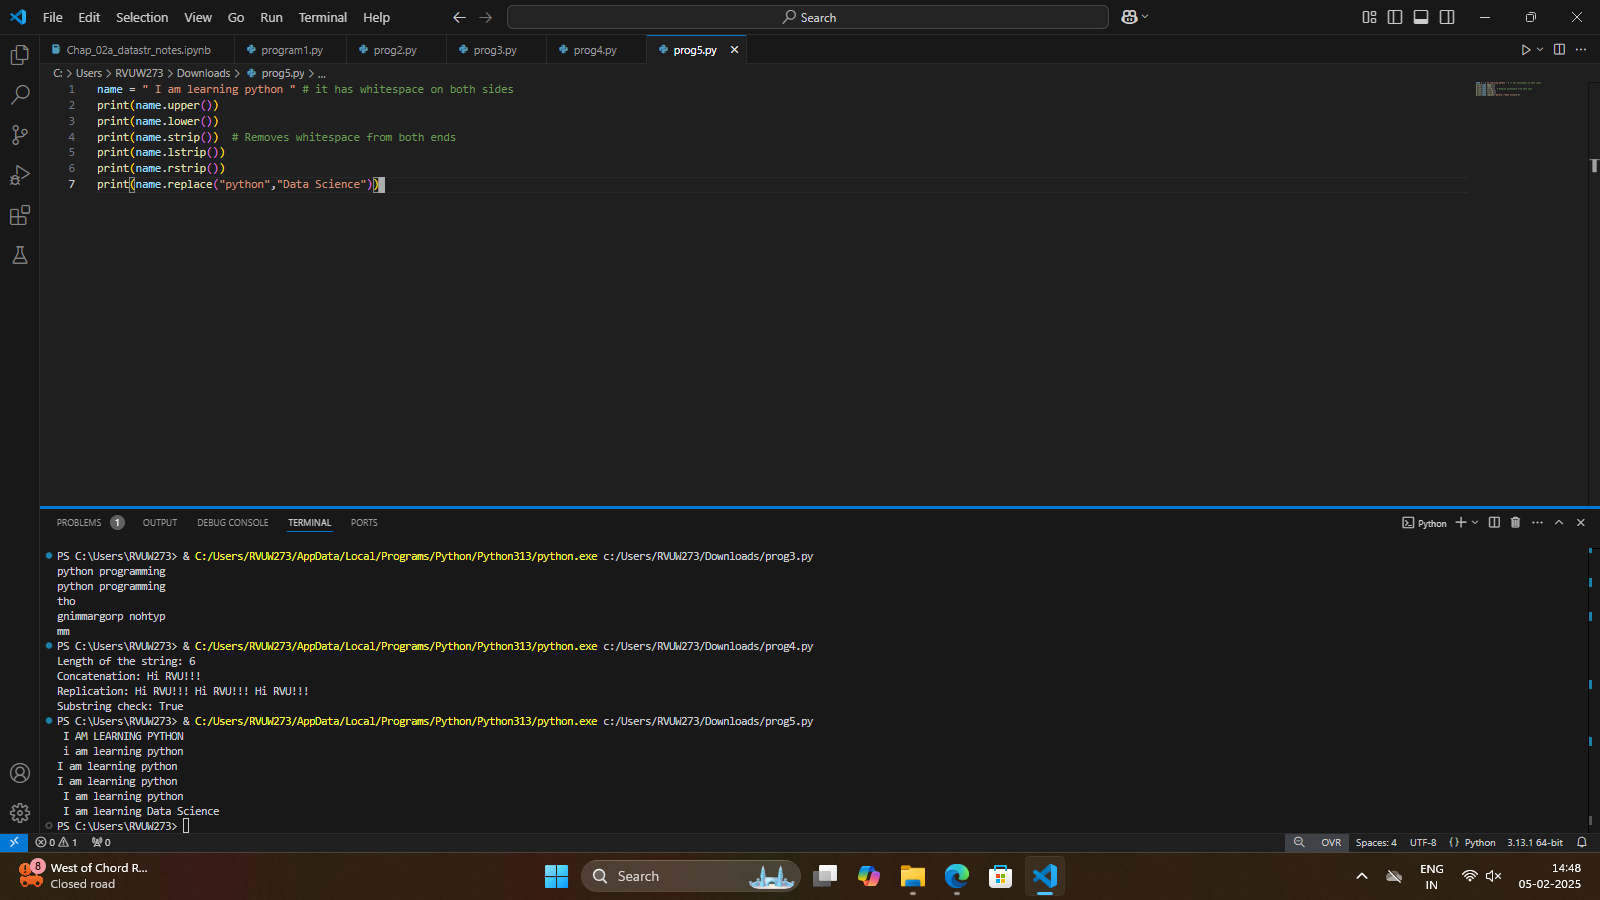 File Edit Selection View Go Run Terminal Help Search
Chap_02a_datastr_notes.ipynb program1.py prog2.py prog3.py prog4.py prog5.py
C: > Users > RVUW273 > Downloads > prog5.py > ...
1 name = " I am learning python " # it has whitespace on both sides
2 print(name.upper())
3 print(name.lower())
4 print(name.strip())  # Removes whitespace from both ends
5 print(name.lstrip())
6 print(name.rstrip())
7 print(name.replace("python","Data Science"))
PROBLEMS 1 OUTPUT DEBUG CONSOLE TERMINAL PORTS Python
PS C:\Users\RVUW273> & C:/Users/RVUW273/AppData/Local/Programs/Python/Python313/python.exe c:/Users/RVUW273/Downloads/prog3.py
python programming
python programming
tho
gnimmargorp nohtyp
mm
PS C:\Users\RVUW273> & C:/Users/RVUW273/AppData/Local/Programs/Python/Python313/python.exe c:/Users/RVUW273/Downloads/prog4.py
Length of the string: 6
Concatenation: Hi RVU!!!
Replication: Hi RVU!!! Hi RVU!!! Hi RVU!!!
Substring check: True
PS C:\Users\RVUW273> & C:/Users/RVUW273/AppData/Local/Programs/Python/Python313/python.exe c:/Users/RVUW273/Downloads/prog5.py
 I AM LEARNING PYTHON
 i am learning python
I am learning python
I am learning python
 I am learning python
 I am learning Data Science
PS C:\Users\RVUW273>
0 1 0 OVR Spaces: 4 UTF-8 {} Python 3.13.1 64-bit
8 West of Chord R... Search ENG 14:48
Closed road IN 05-02-2025